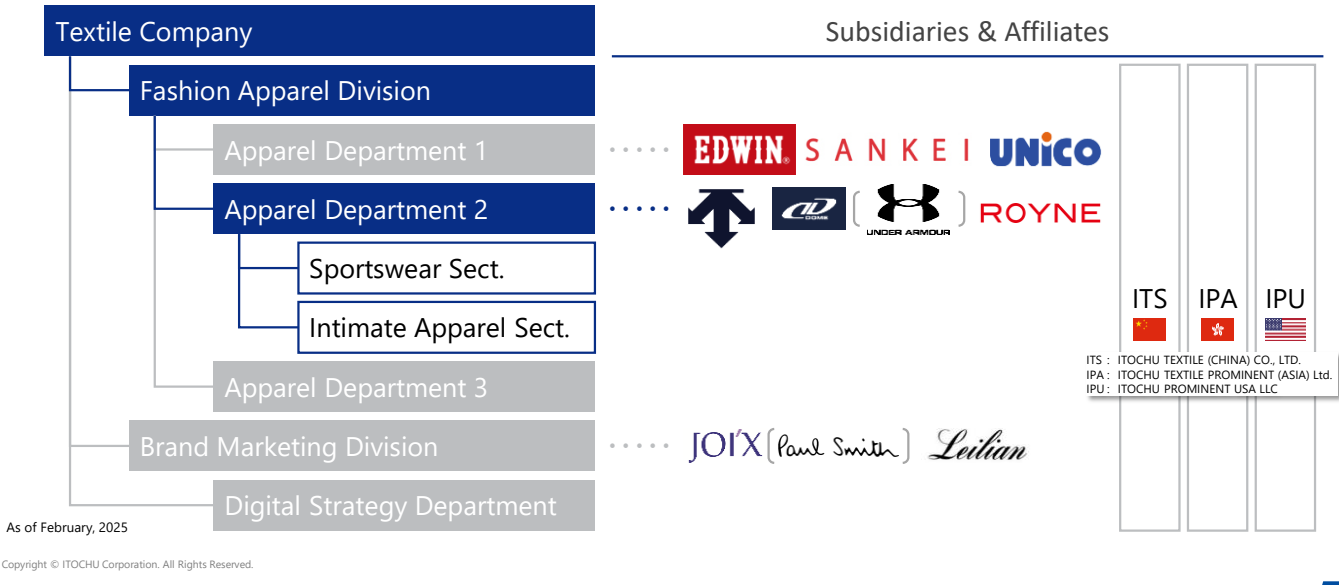 Textile Company
Subsidiaries & Affiliates
Fashion Apparel Division
Apparel Department 1
EDWIN® SANKEI UNiCO
Apparel Department 2
DOME UNDER ARMOUR ROYNE
Sportswear Sect.
Intimate Apparel Sect.
ITS IPA IPU
ITS : ITOCHU TEXTILE (CHINA) CO., LTD.
IPA : ITOCHU TEXTILE PROMINENT (ASIA) Ltd.
IPU : ITOCHU PROMINENT USA LLC
Apparel Department 3
Brand Marketing Division
JOI'X (Paul Smith) Leilian
Digital Strategy Department
As of February, 2025
Copyright © ITOCHU Corporation. All Rights Reserved.